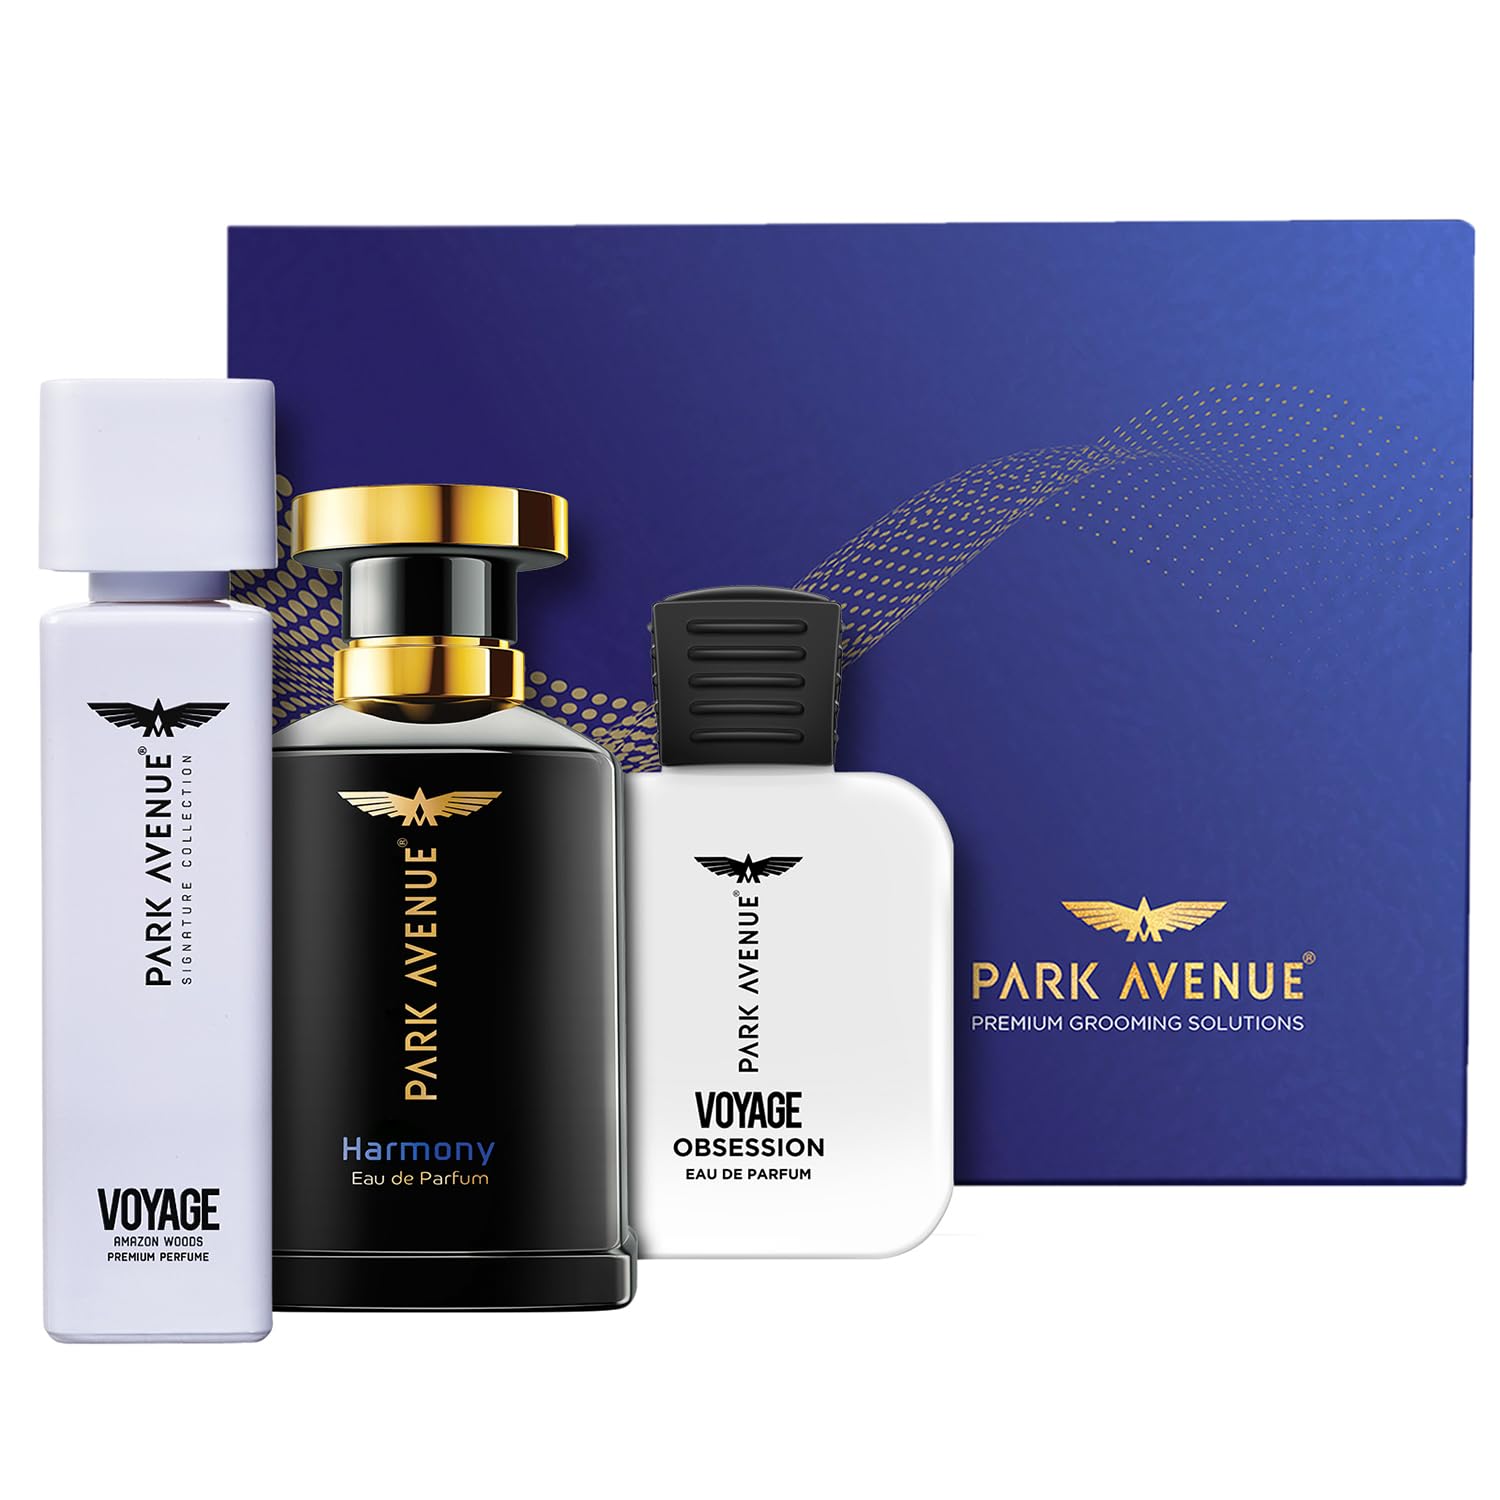 PARK AVENUE®
SIGNATURE COLLECTION
VOYAGE
AMAZON WOODS
PREMIUM PERFUME
PARK AVENUE®
Harmony
Eau de Parfum
PARK AVENUE®
VOYAGE
OBSESSION
EAU DE PARFUM
PARK AVENUE®
PREMIUM GROOMING SOLUTIONS